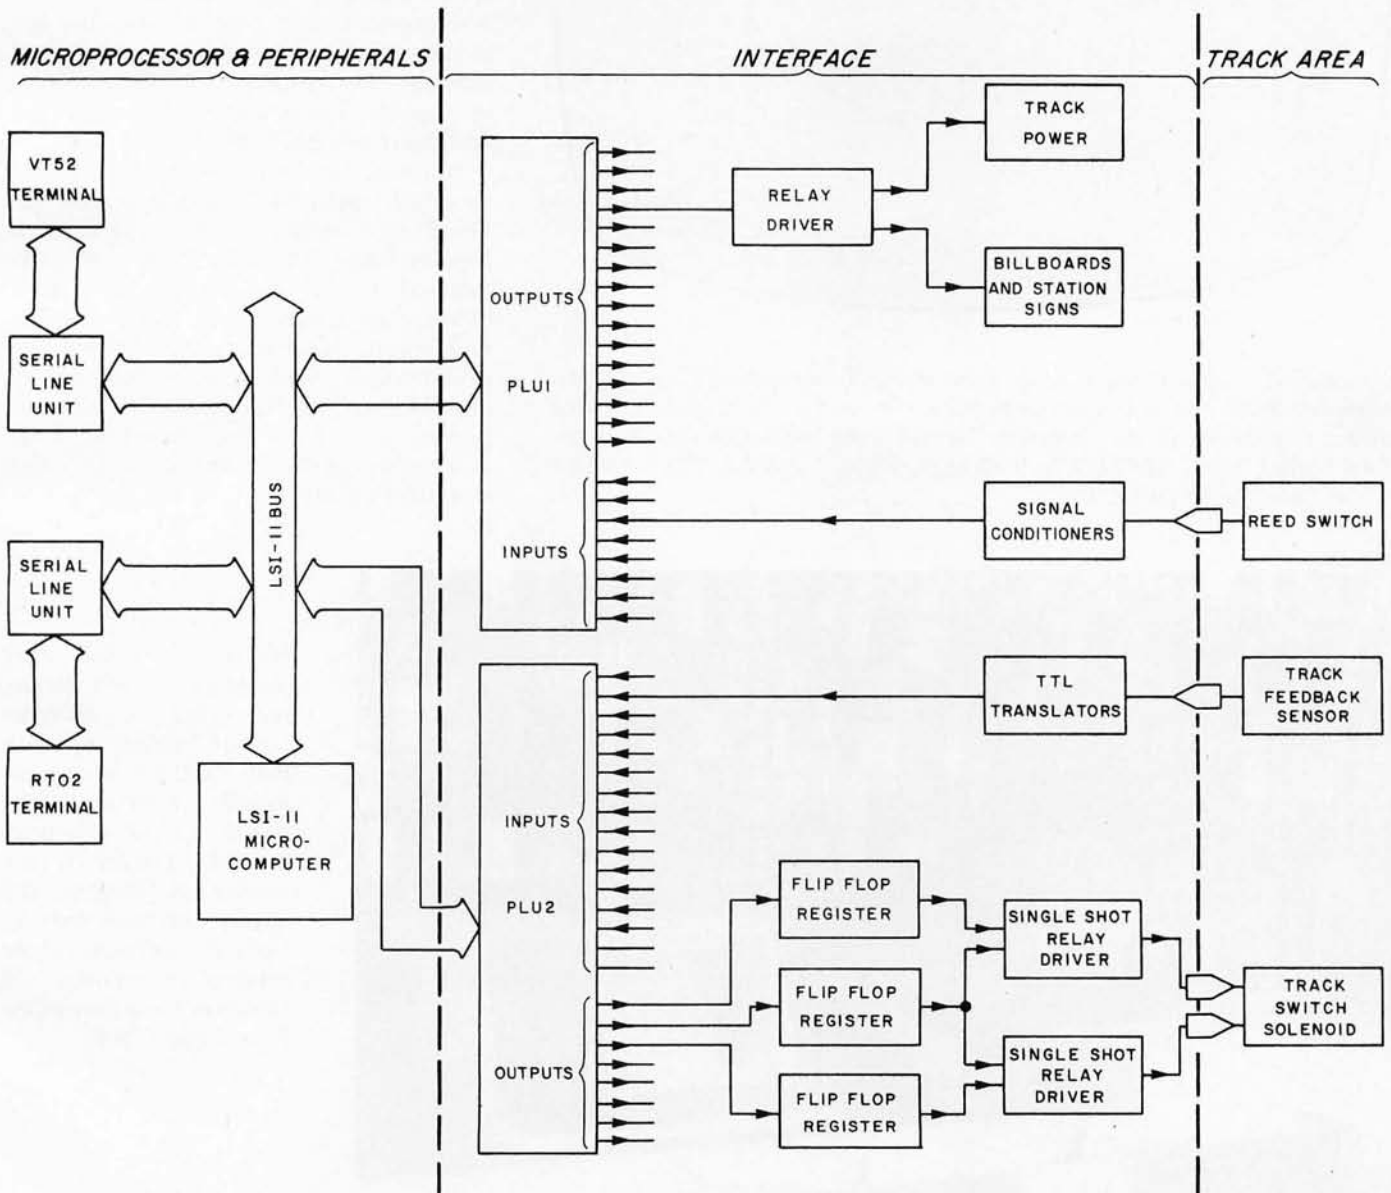 MICROPROCESSOR & PERIPHERALS
INTERFACE
TRACK AREA
VT52
TERMINAL
SERIAL
LINE
UNIT
SERIAL
LINE
UNIT
RTO2
TERMINAL
LSI-II BUS
LSI-II
MICRO-
COMPUTER
OUTPUTS
PLU1
INPUTS
INPUTS
PLU2
OUTPUTS
RELAY
DRIVER
TRACK
POWER
BILLBOARDS
AND STATION
SIGNS
SIGNAL
CONDITIONERS
REED SWITCH
TTL
TRANSLATORS
TRACK
FEEDBACK
SENSOR
FLIP FLOP
REGISTER
FLIP FLOP
REGISTER
FLIP FLOP
REGISTER
SINGLE SHOT
RELAY
DRIVER
SINGLE SHOT
RELAY
DRIVER
TRACK
SWITCH
SOLENOID